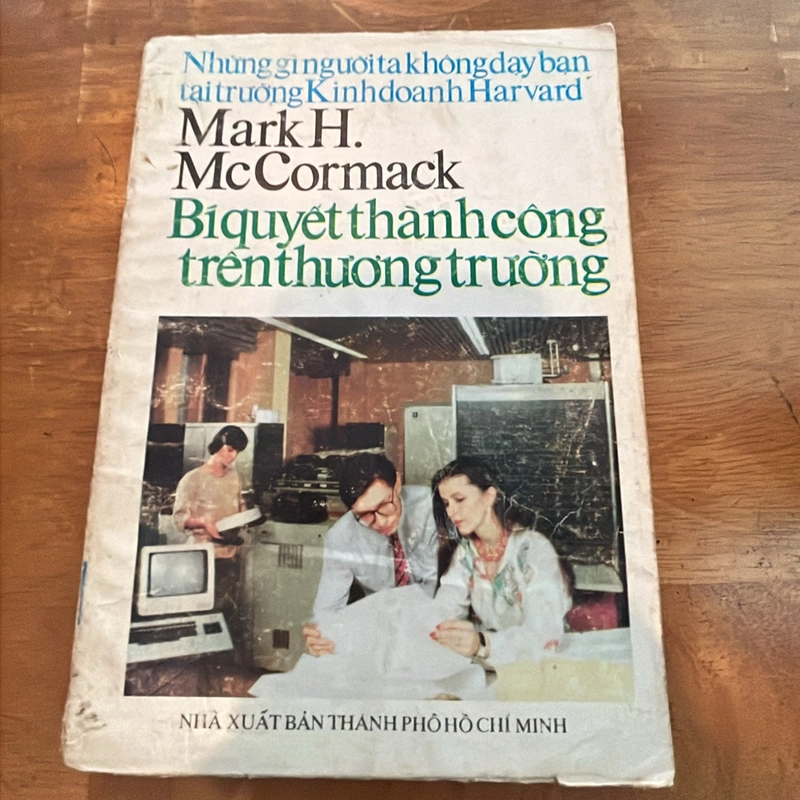 Những gì người ta không dạy bạn
tại trường Kinh doanh Harvard
Mark H.
McCormack
Bí quyết thành công
trên thương trường
NHÀ XUẤT BẢN THÀNH PHỐ HỒ CHÍ MINH